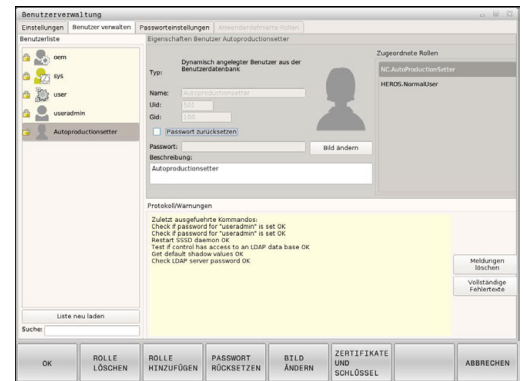 Benutzerverwaltung
Einstellungen
Benutzer verwalten
Passworteinstellungen
Anwenderdefinierte Rollen
Benutzerliste
oem
sys
user
useradmin
Autoproductionsetter
Liste neu laden
Suche:
Eigenschaften Benutzer Autoproductionsetter
Typ:
Dynamisch angelegter Benutzer aus der
Benutzerdatenbank
Name:
Autoproductionsetter
Uid:
501
Gid:
100
Passwort zurücksetzen
Passwort:
Bild ändern
Beschreibung:
Autoproductionsetter
Zugeordnete Rollen
NC.AutoProductionSetter
HEROS.NormalUser
Protokoll/Warnungen
Zuletzt ausgefuehrte Kommandos:
Check if password for "useradmin" is set OK
Check if password for "useradmin" is set OK
Restart SSSD daemon OK
Test if control has access to an LDAP data base OK
Get default shadow values OK
Check LDAP server password OK
Meldungen
löschen
Vollständige
Fehlertexte
OK
ROLLE
LÖSCHEN
ROLLE
HINZUFÜGEN
PASSWORT
RÜCKSETZEN
BILD
ÄNDERN
ZERTIFIKATE
UND
SCHLÜSSEL
ABBRECHEN